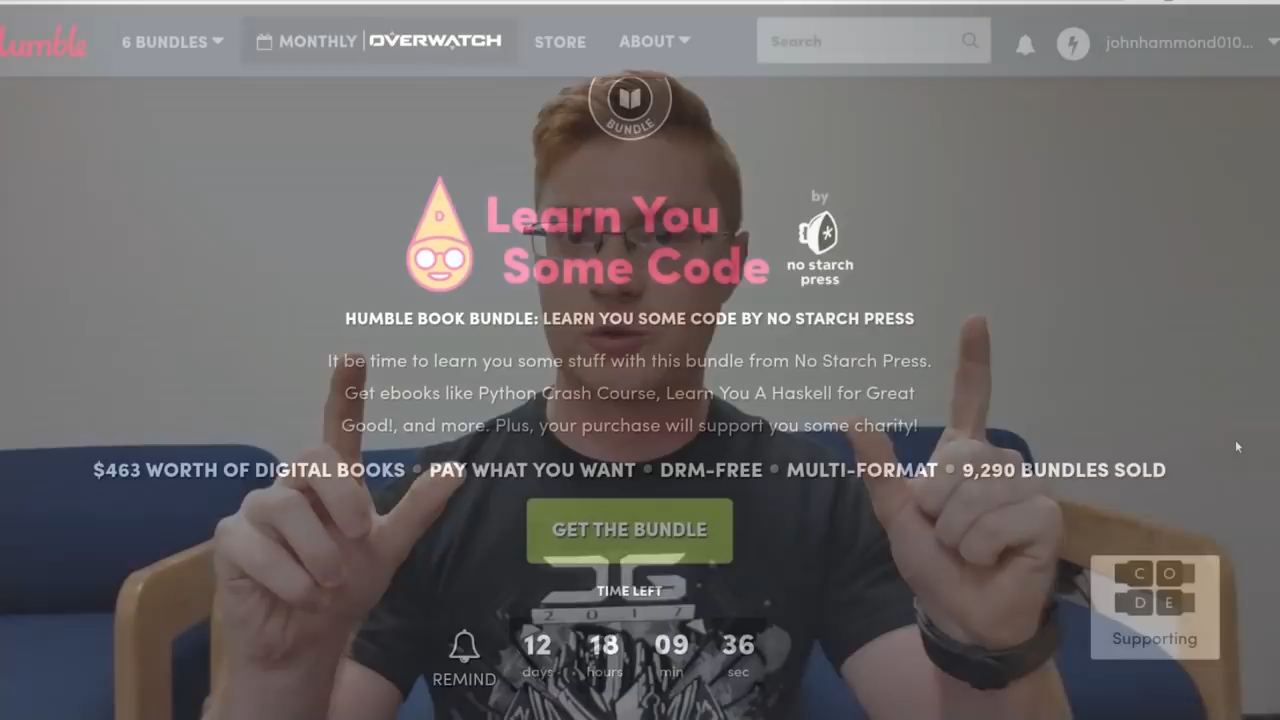 Humble
6 BUNDLES
MONTHLY | OVERWATCH
STORE
ABOUT
Search
johnhammond010...
BUNDLE
D
Learn You
Some Code
by
no starch
press
HUMBLE BOOK BUNDLE: LEARN YOU SOME CODE BY NO STARCH PRESS
It be time to learn you some stuff with this bundle from No Starch Press.
Get ebooks like Python Crash Course, Learn You A Haskell for Great
Good!, and more. Plus, your purchase will support you some charity!
$463 WORTH OF DIGITAL BOOKS • PAY WHAT YOU WANT • DRM-FREE • MULTI-FORMAT • 9,290 BUNDLES SOLD
GET THE BUNDLE
2017
TIME LEFT
12 18 09 36
days hours min sec
REMIND
C O
D E
Supporting